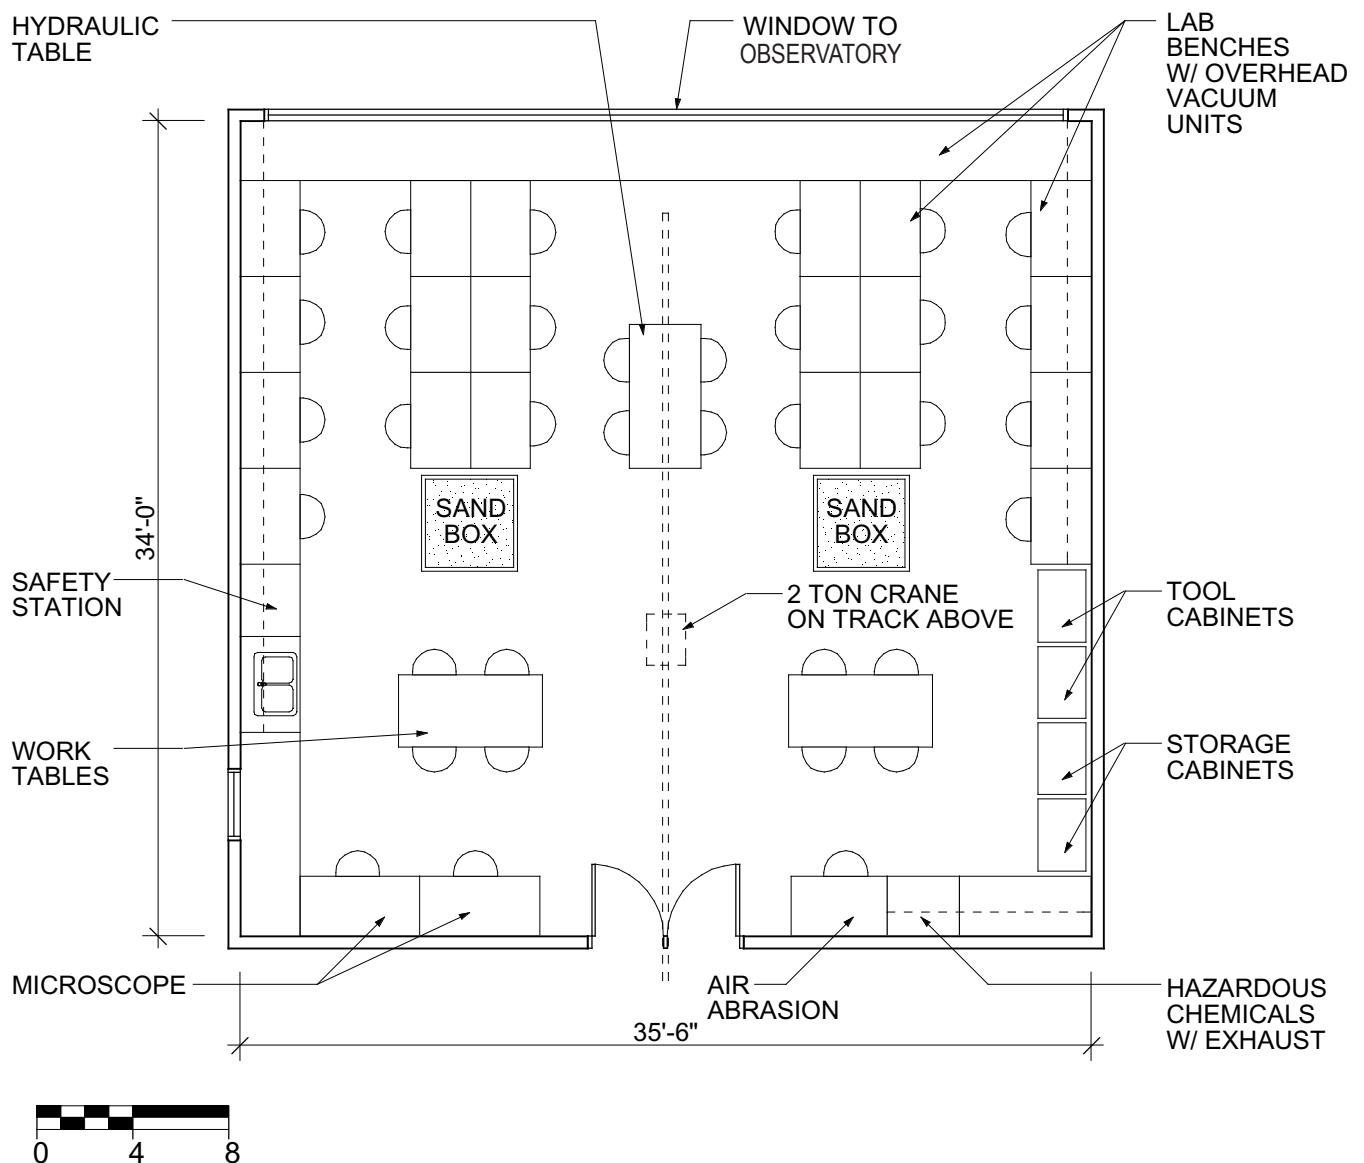 HYDRAULIC
TABLE
WINDOW TO
OBSERVATORY
LAB
BENCHES
W/ OVERHEAD
VACUUM
UNITS
34'-0"
SAND
BOX
SAND
BOX
SAFETY
STATION
2 TON CRANE
ON TRACK ABOVE
TOOL
CABINETS
WORK
TABLES
STORAGE
CABINETS
MICROSCOPE
AIR
ABRASION
HAZARDOUS
CHEMICALS
W/ EXHAUST
35'-6"
0 4 8